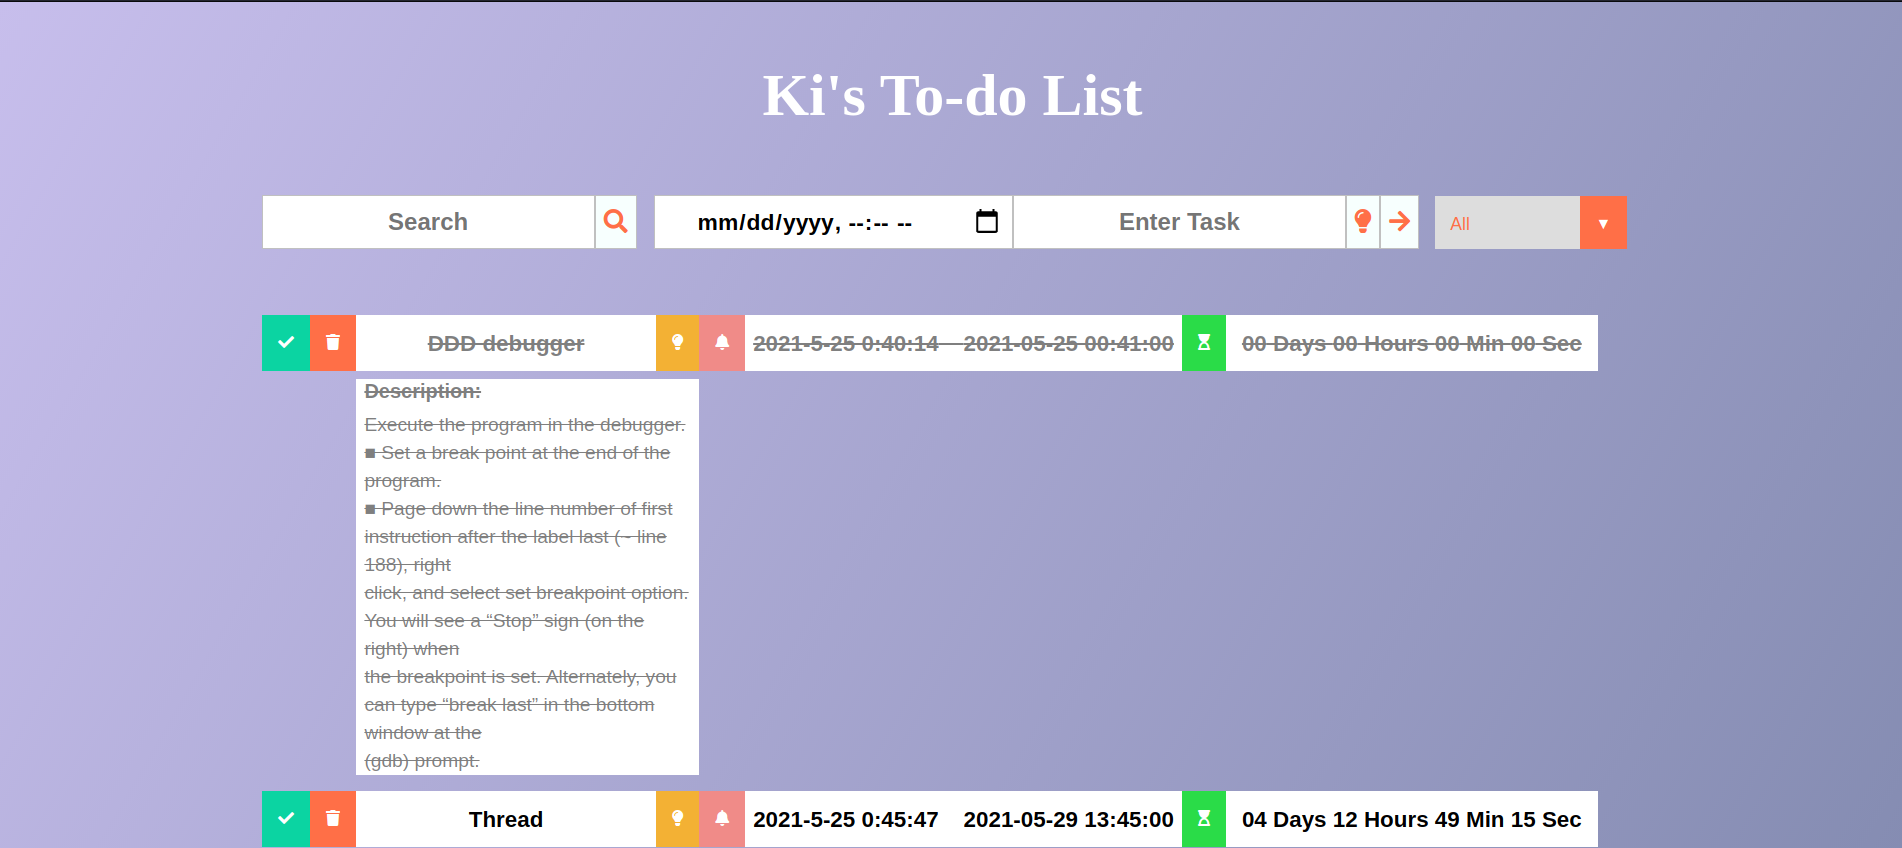 Ki's To-do List
Search mm/dd/yyyy, --:-- -- Enter Task All ▼
DDD debugger 2021-5-25 0:40:14 2021-05-25 00:41:00 00 Days 00 Hours 00 Min 00 Sec
Description:
Execute the program in the debugger.
■ Set a break point at the end of the
program.
■ Page down the line number of first
instruction after the label last (~ line
188), right
click, and select set breakpoint option.
You will see a “Stop” sign (on the
right) when
the breakpoint is set. Alternately, you
can type “break last” in the bottom
window at the
(gdb) prompt.
Thread 2021-5-25 0:45:47 2021-05-29 13:45:00 04 Days 12 Hours 49 Min 15 Sec